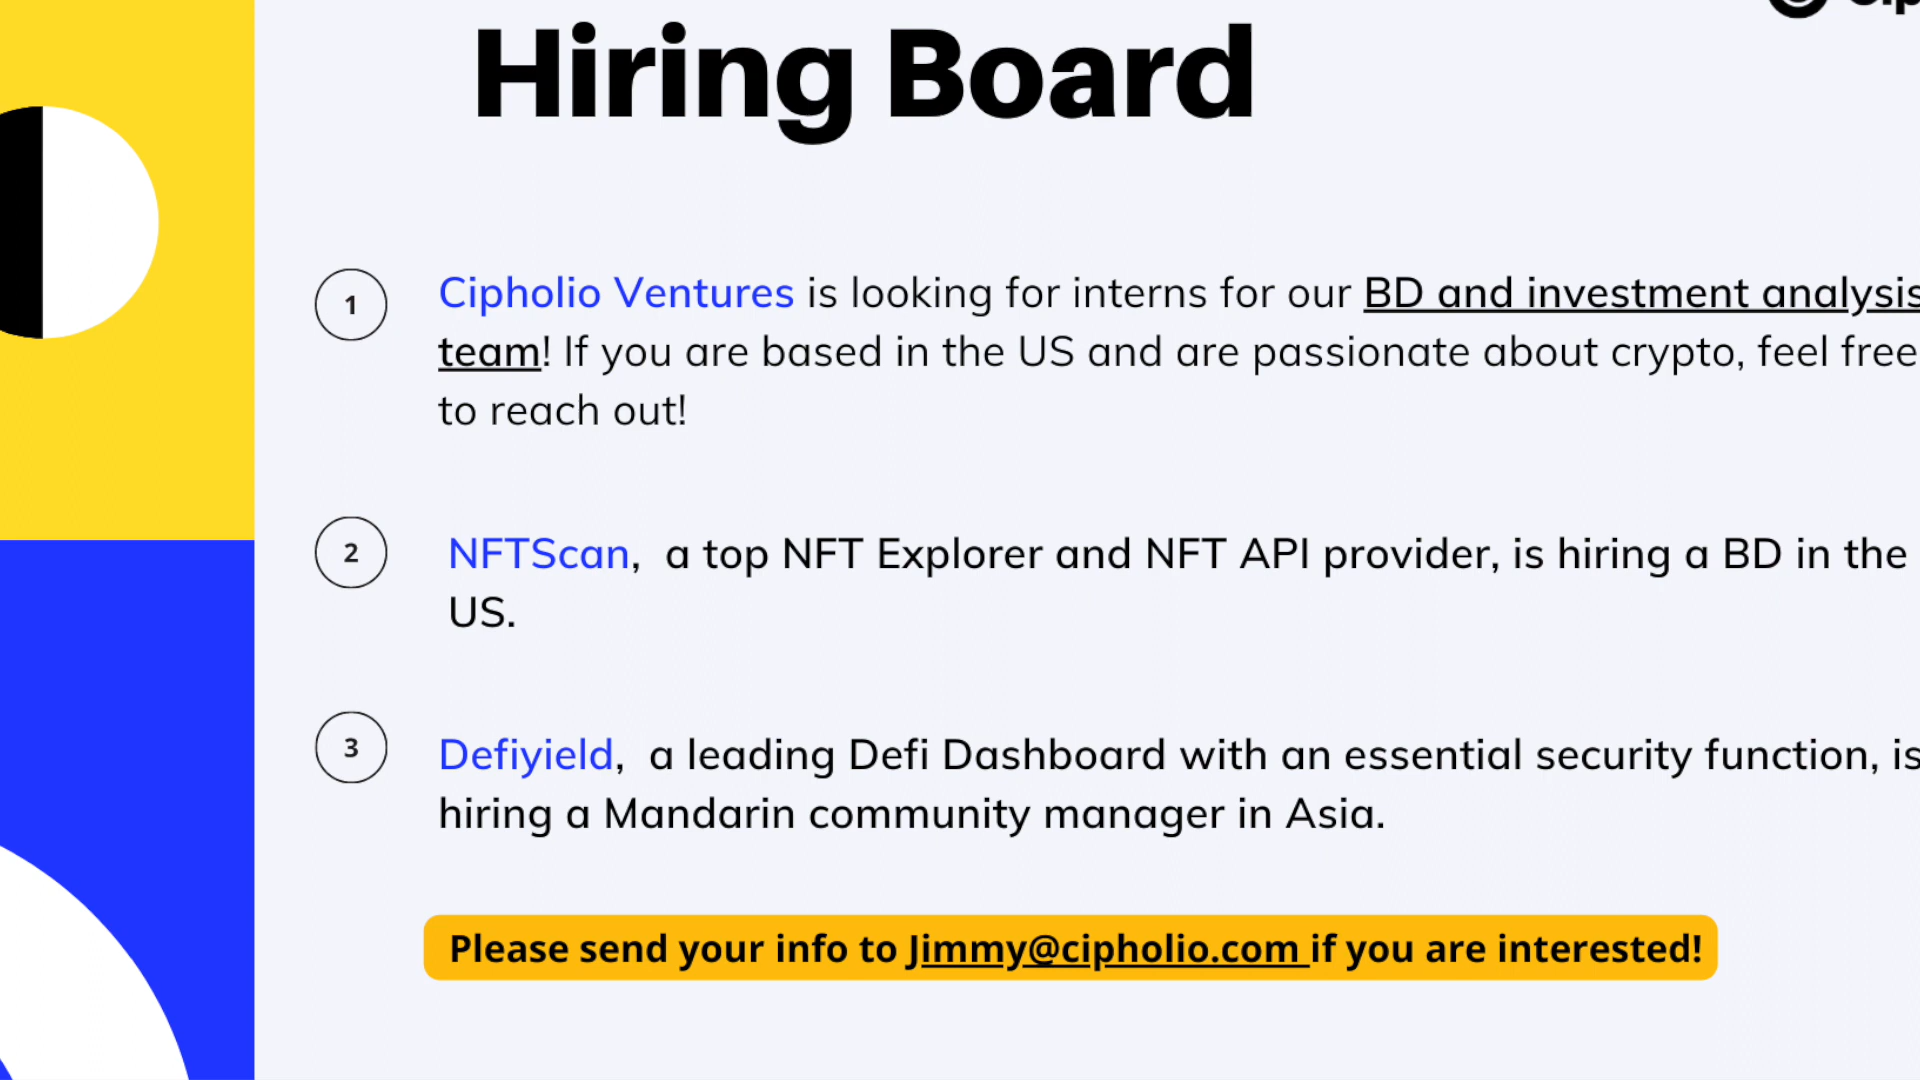 Hiring Board
1
Cipholio Ventures is looking for interns for our BD and investment analysis
team! If you are based in the US and are passionate about crypto, feel free
to reach out!
2
NFTScan,  a top NFT Explorer and NFT API provider, is hiring a BD in the
US.
3
Defiyield,  a leading Defi Dashboard with an essential security function, is
hiring a Mandarin community manager in Asia.
Please send your info to Jimmy@cipholio.com if you are interested!